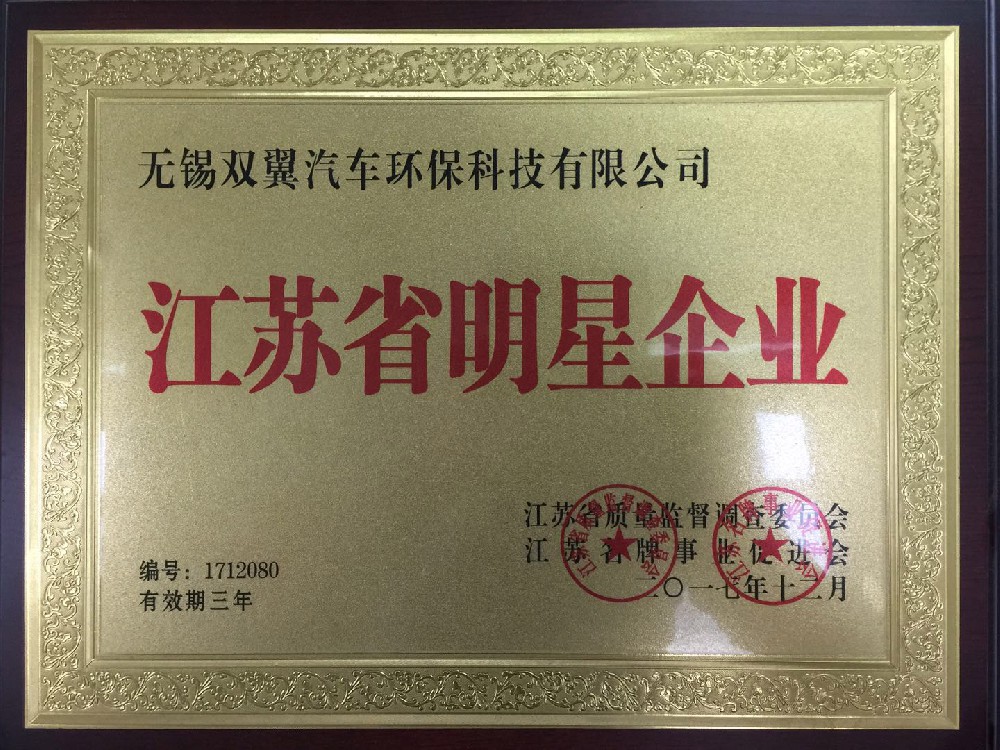 无锡双翼汽车环保科技有限公司
江苏省明星企业
江苏省质量监督调查委员会
江苏省牌事业促进会
编号：1712080
二〇一七年十二月
有效期三年